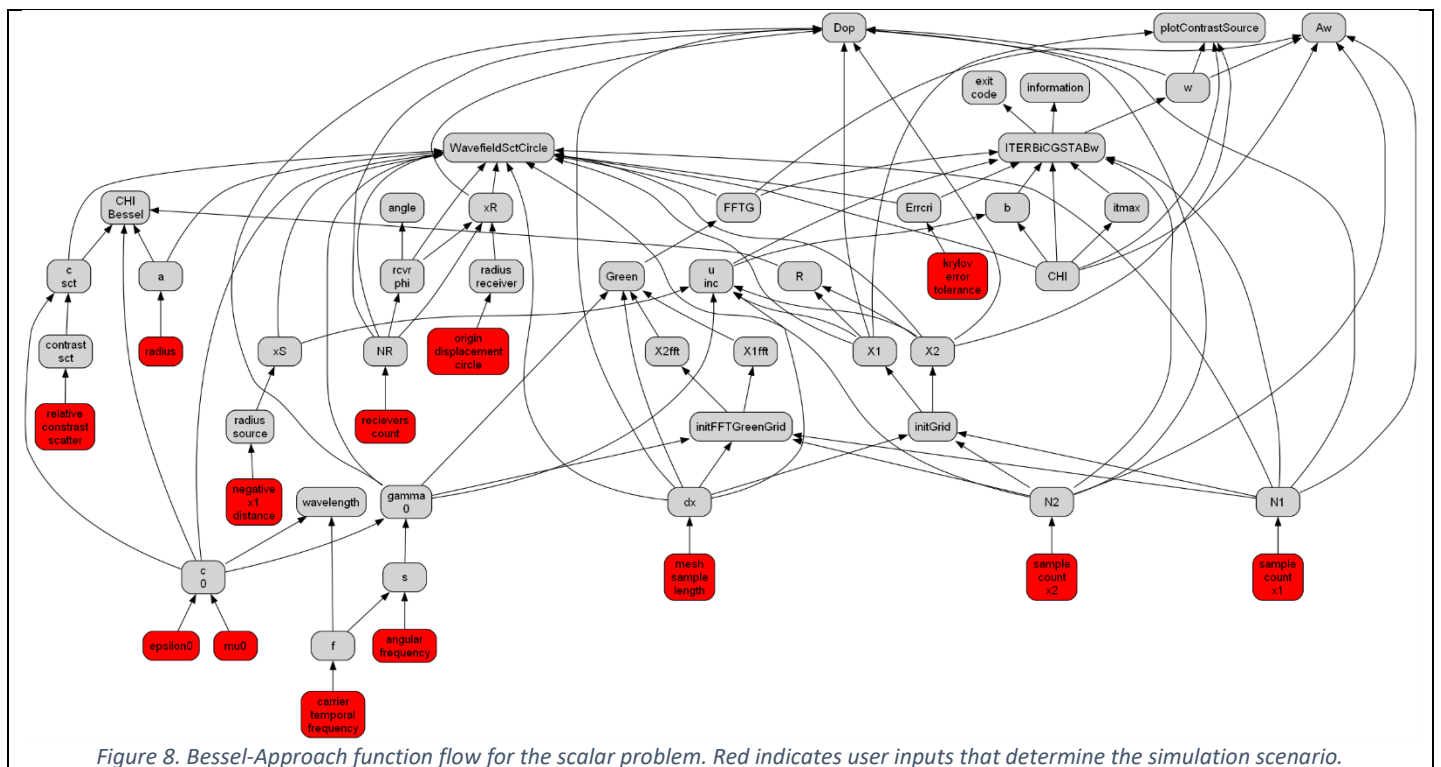 Dop
plotContrastSource
Aw
exit
code
information
w
WavefieldSctCircle
ITERBiCGSTABw
CHI
Bessel
angle
xR
FFTG
Errcri
b
itmax
c
sct
a
rcvr
phi
radius
receiver
Green
u
inc
R
krylov
error
tolerance
CHI
contrast
sct
radius
xS
NR
origin
displacement
circle
X2fft
X1fft
X1
X2
relative
constrast
scatter
radius
source
recievers
count
initFFTGreenGrid
initGrid
negative
x1
distance
wavelength
gamma
0
dx
N2
N1
c
0
s
mesh
sample
length
sample
count
x2
sample
count
x1
epsilon0
mu0
f
angular
frequency
carrier
temporal
frequency
Figure 8. Bessel-Approach function flow for the scalar problem. Red indicates user inputs that determine the simulation scenario.